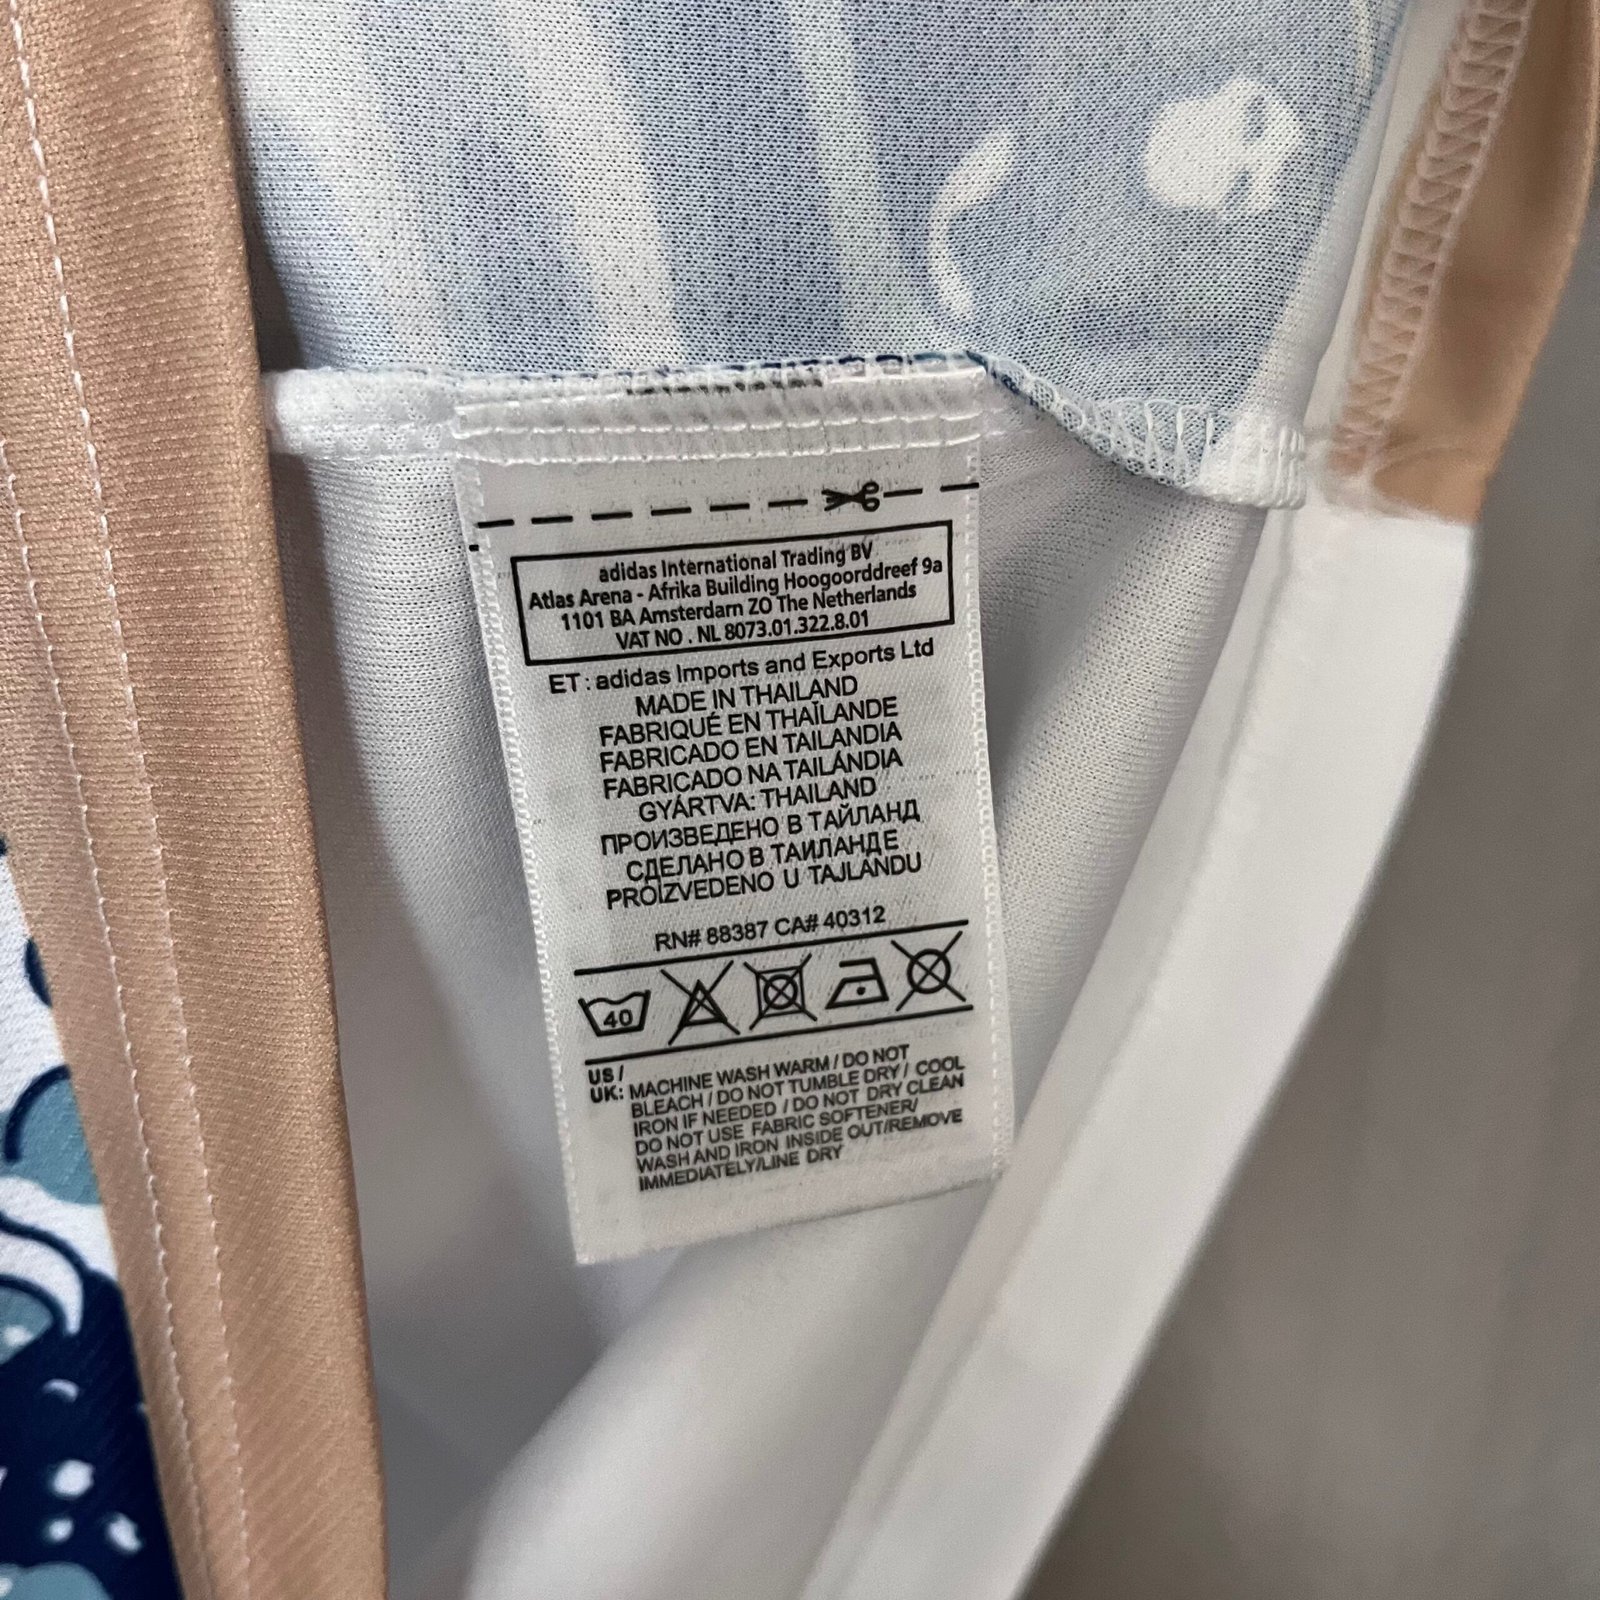 adidas International Trading BV
Atlas Arena - Afrika Building Hoogoorddreef 9a
1101 BA Amsterdam ZO The Netherlands
VAT NO . NL 8073.01.322.8.01
ET : adidas Imports and Exports Ltd
MADE IN THAILAND
FABRIQUÉ EN THAÏLANDE
FABRICADO EN TAILANDIA
FABRICADO NA TAILÁNDIA
GYÁRTVA: THAILAND
ПРОИЗВЕДЕНО В ТАЙЛАНД
СДЕЛАНО В ТАИЛАНДЕ
PROIZVEDENO U TAJLANDU
RN# 88387 CA# 40312
40
US /
UK: MACHINE WASH WARM / DO NOT
BLEACH / DO NOT TUMBLE DRY / COOL
IRON IF NEEDED / DO NOT DRY CLEAN
DO NOT USE FABRIC SOFTENER/
WASH AND IRON INSIDE OUT/REMOVE
IMMEDIATELY/LINE DRY